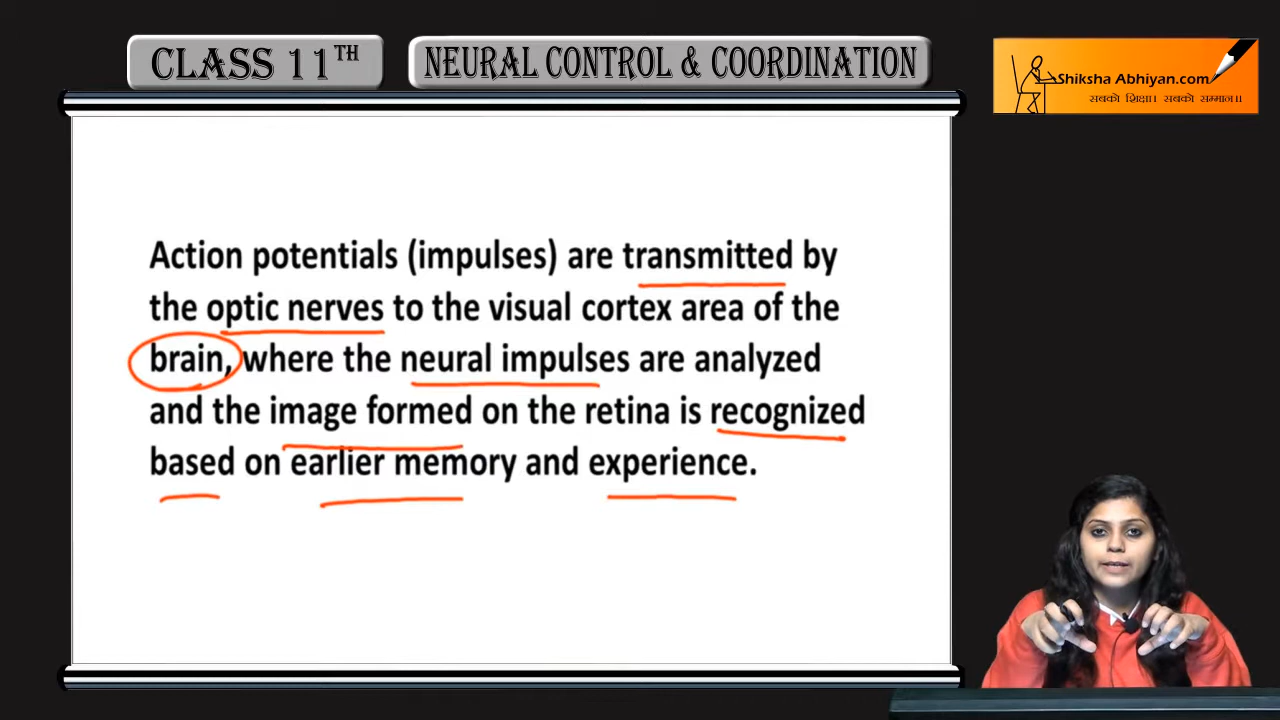 CLASS 11TH
NEURAL CONTROL & COORDINATION
Shiksha Abhiyan.com
सबको शिक्षा। सबको सम्मान।।
Action potentials (impulses) are transmitted by
the optic nerves to the visual cortex area of the
brain, where the neural impulses are analyzed
and the image formed on the retina is recognized
based on earlier memory and experience.